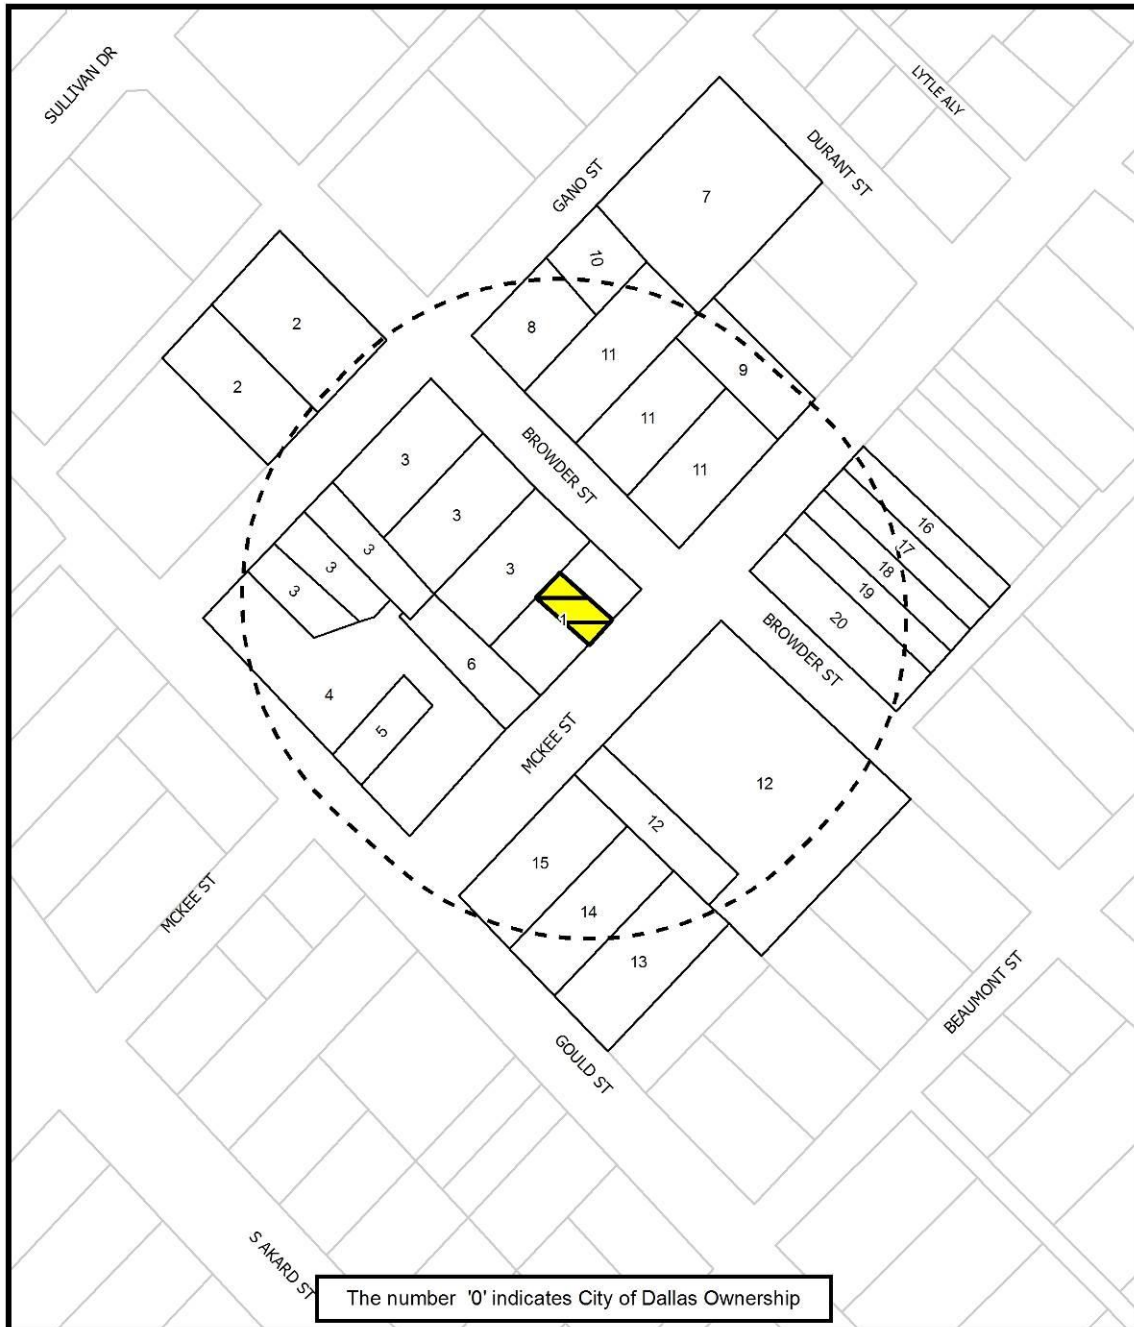 SULLIVAN DR
LYTLE ALY
DURANT ST
GANO ST
7
10
2
8
11
9
2
11
3
BROWDER ST
11
3
16
17
3
3
3
18
3
19
1
20
BROWDER ST
6
4
5
MCKEE ST
12
12
15
MCKEE ST
14
13
BEAUMONT ST
GOULD ST
S AKARD ST
The number '0' indicates City of Dallas Ownership